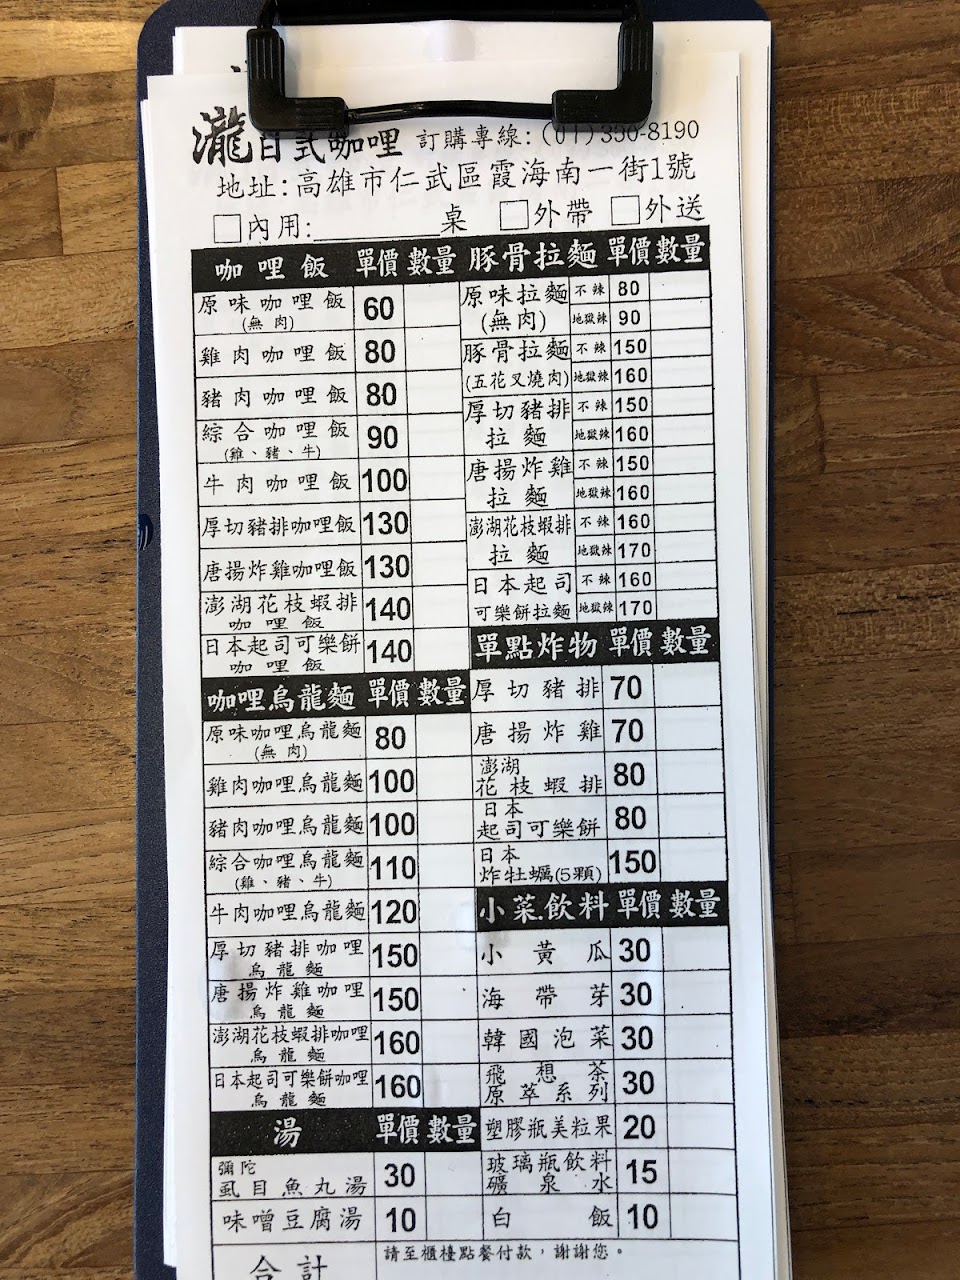 瀧日式咖哩 訂購專線:(07)350-8190
地址:高雄市仁武區霞海南一街1號
□內用:________桌 □外帶 □外送
咖哩飯 單價 數量
原味咖哩飯 60
(無肉)
雞肉咖哩飯 80
豬肉咖哩飯 80
綜合咖哩飯 90
(雞、豬、牛)
牛肉咖哩飯 100
厚切豬排咖哩飯 130
唐揚炸雞咖哩飯 130
澎湖花枝蝦排 140
咖哩飯
日本起司可樂餅 140
咖哩飯
咖哩烏龍麵 單價 數量
原味咖哩烏龍麵 80
(無肉)
雞肉咖哩烏龍麵 100
豬肉咖哩烏龍麵 100
綜合咖哩烏龍麵 110
(雞、豬、牛)
牛肉咖哩烏龍麵 120
厚切豬排咖哩 150
烏龍麵
唐揚炸雞咖哩 150
烏龍麵
澎湖花枝蝦排咖哩 160
烏龍麵
日本起司可樂餅咖哩 160
烏龍麵
湯 單價 數量
彌陀
虱目魚丸湯 30
味噌豆腐湯 10
合計
豚骨拉麵 單價 數量
原味拉麵 不辣 80
(無肉) 地獄辣 90
豚骨拉麵 不辣 150
(五花叉燒肉) 地獄辣 160
厚切豬排 不辣 150
拉麵 地獄辣 160
唐揚炸雞 不辣 150
拉麵 地獄辣 160
澎湖花枝蝦排 不辣 160
拉麵 地獄辣 170
日本起司 不辣 160
可樂餅拉麵 地獄辣 170
單點炸物 單價 數量
厚切豬排 70
唐揚炸雞 70
澎湖
花枝蝦排 80
日本
起司可樂餅 80
日本
炸牡蠣(5顆) 150
小菜.飲料 單價 數量
小黃瓜 30
海帶芽 30
韓國泡菜 30
飛想茶
原萃系列 30
塑膠瓶美粒果 20
玻璃瓶飲料
礦泉水 15
白飯 10
請至櫃檯點餐付款，謝謝您。